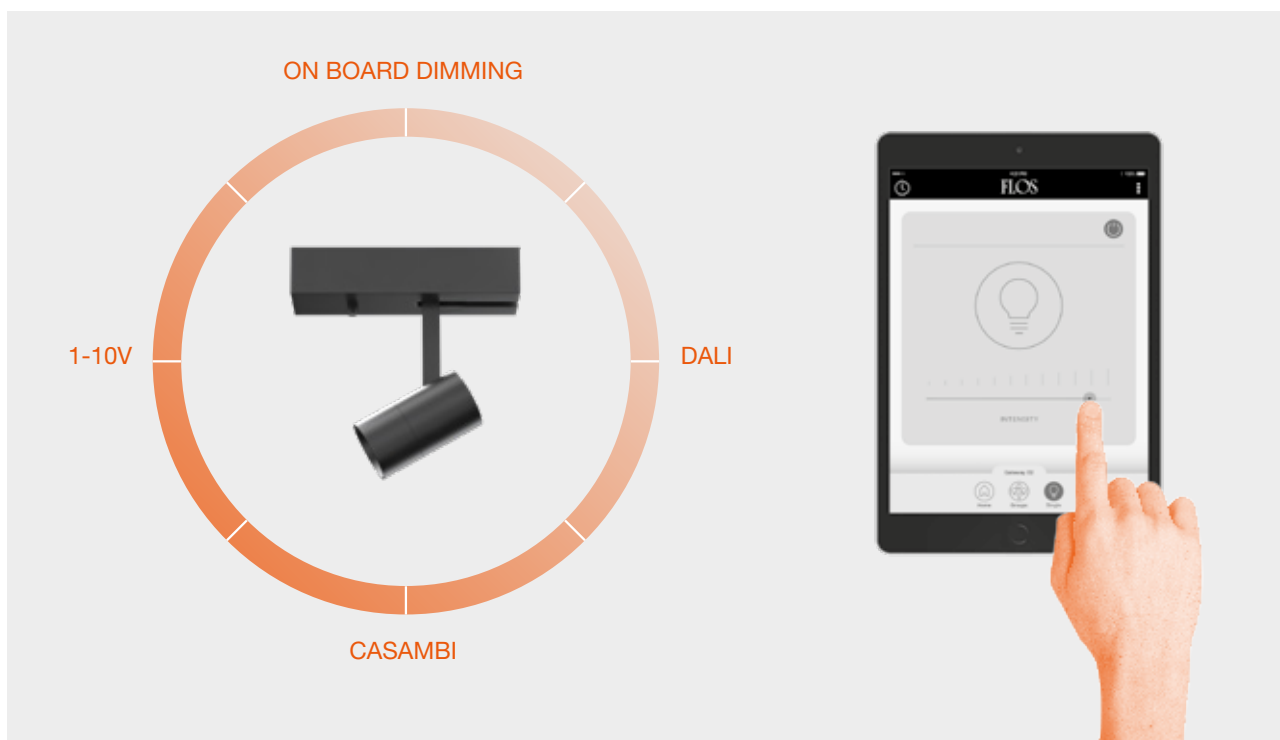 ON BOARD DIMMING
1-10V
DALI
CASAMBI
FLOS
INTENSITY
Home